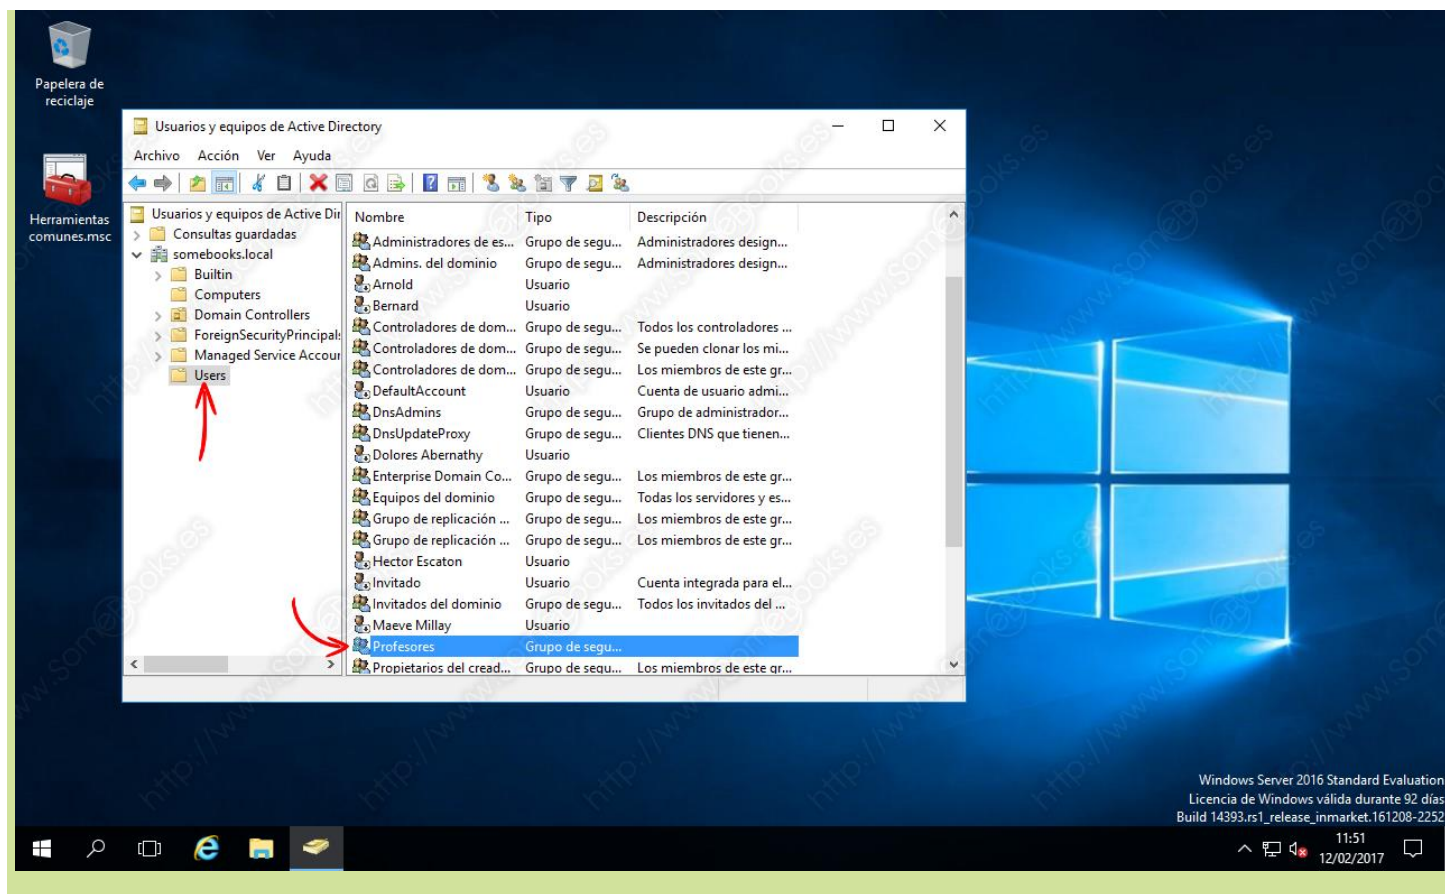 Papelera de
reciclaje
Herramientas
comunes.msc
Usuarios y equipos de Active Directory
Archivo Acción Ver Ayuda
Usuarios y equipos de Active Dir
Consultas guardadas
somebooks.local
Builtin
Computers
Domain Controllers
ForeignSecurityPrincipals
Managed Service Accour
Users
Nombre Tipo Descripción
Administradores de es... Grupo de segu... Administradores design...
Admins. del dominio Grupo de segu... Administradores design...
Arnold Usuario
Bernard Usuario
Controladores de dom... Grupo de segu... Todos los controladores ...
Controladores de dom... Grupo de segu... Se pueden clonar los mi...
Controladores de dom... Grupo de segu... Los miembros de este gr...
DefaultAccount Usuario Cuenta de usuario admi...
DnsAdmins Grupo de segu... Grupo de administrador...
DnsUpdateProxy Grupo de segu... Clientes DNS que tienen...
Dolores Abernathy Usuario
Enterprise Domain Co... Grupo de segu... Los miembros de este gr...
Equipos del dominio Grupo de segu... Todas los servidores y es...
Grupo de replicación ... Grupo de segu... Los miembros de este gr...
Grupo de replicación ... Grupo de segu... Los miembros de este gr...
Hector Escaton Usuario
Invitado Usuario Cuenta integrada para el...
Invitados del dominio Grupo de segu... Todos los invitados del ...
Maeve Millay Usuario
Profesores Grupo de segu...
Propietarios del cread... Grupo de segu... Los miembros de este gr...
Windows Server 2016 Standard Evaluation
Licencia de Windows válida durante 92 días
Build 14393.rs1_release_inmarket.161208-2252
11:51
12/02/2017
http://www.SomeBooks.es